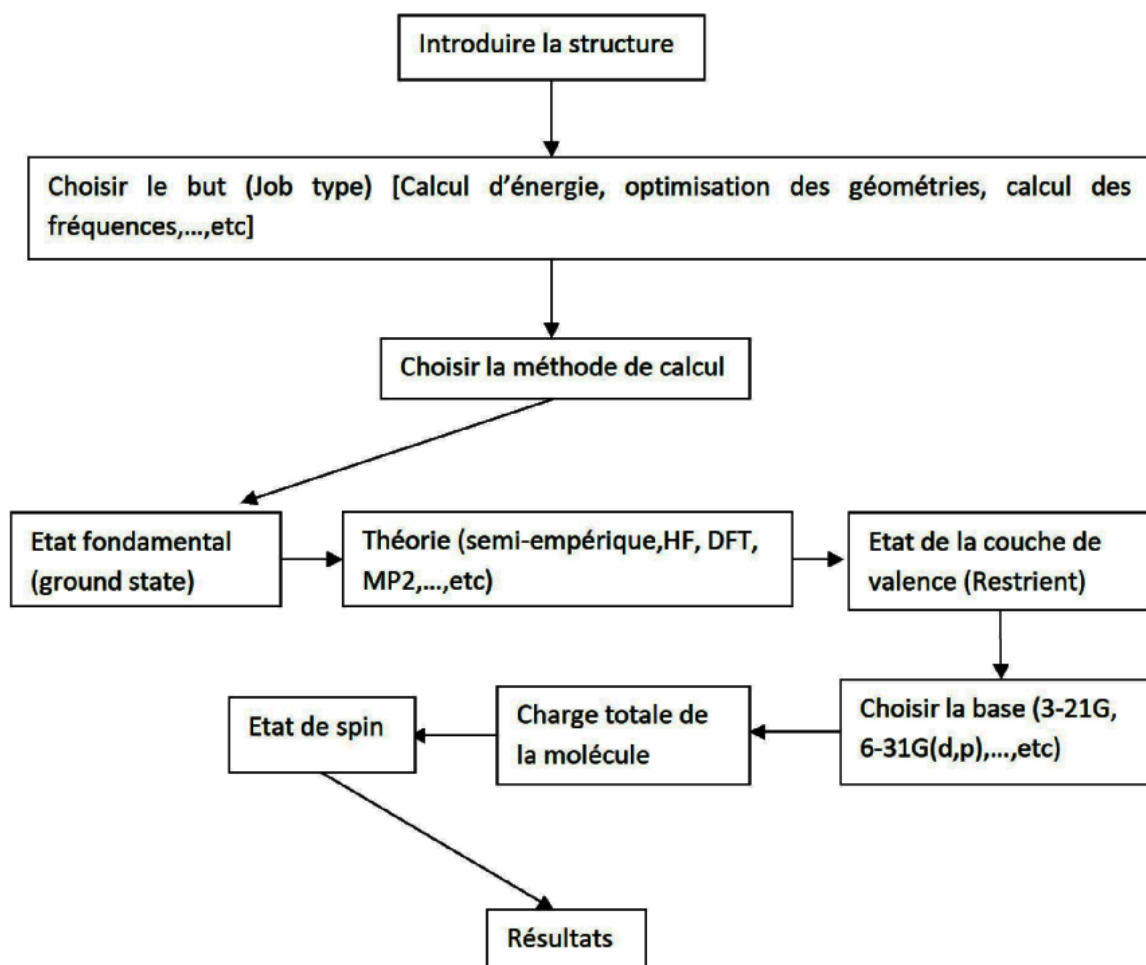 Introduire la structure
Choisir le but (Job type) [Calcul d'énergie, optimisation des géométries, calcul des
fréquences,...,etc]
Choisir la méthode de calcul
Etat fondamental
(ground state)
Théorie (semi-empérique,HF, DFT,
MP2,...,etc)
Etat de la couche de
valence (Restrient)
Choisir la base (3-21G,
6-31G(d,p),...,etc)
Charge totale de
la molécule
Etat de spin
Résultats